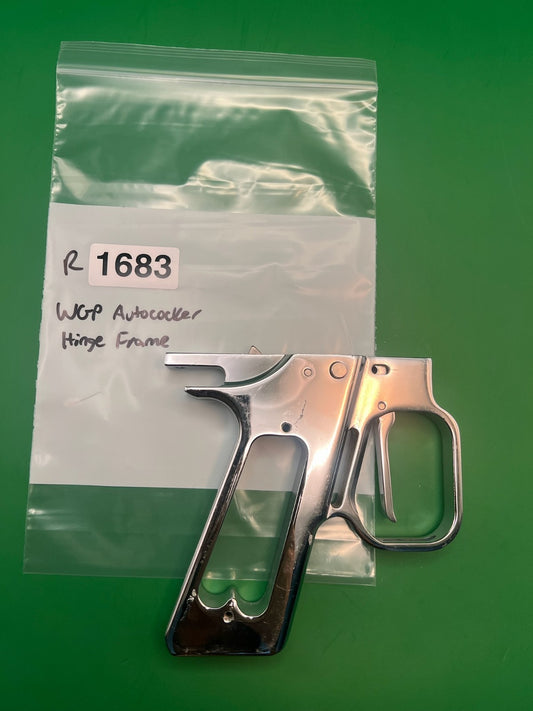 R 1683
WGP Autococker
Hinge Frame